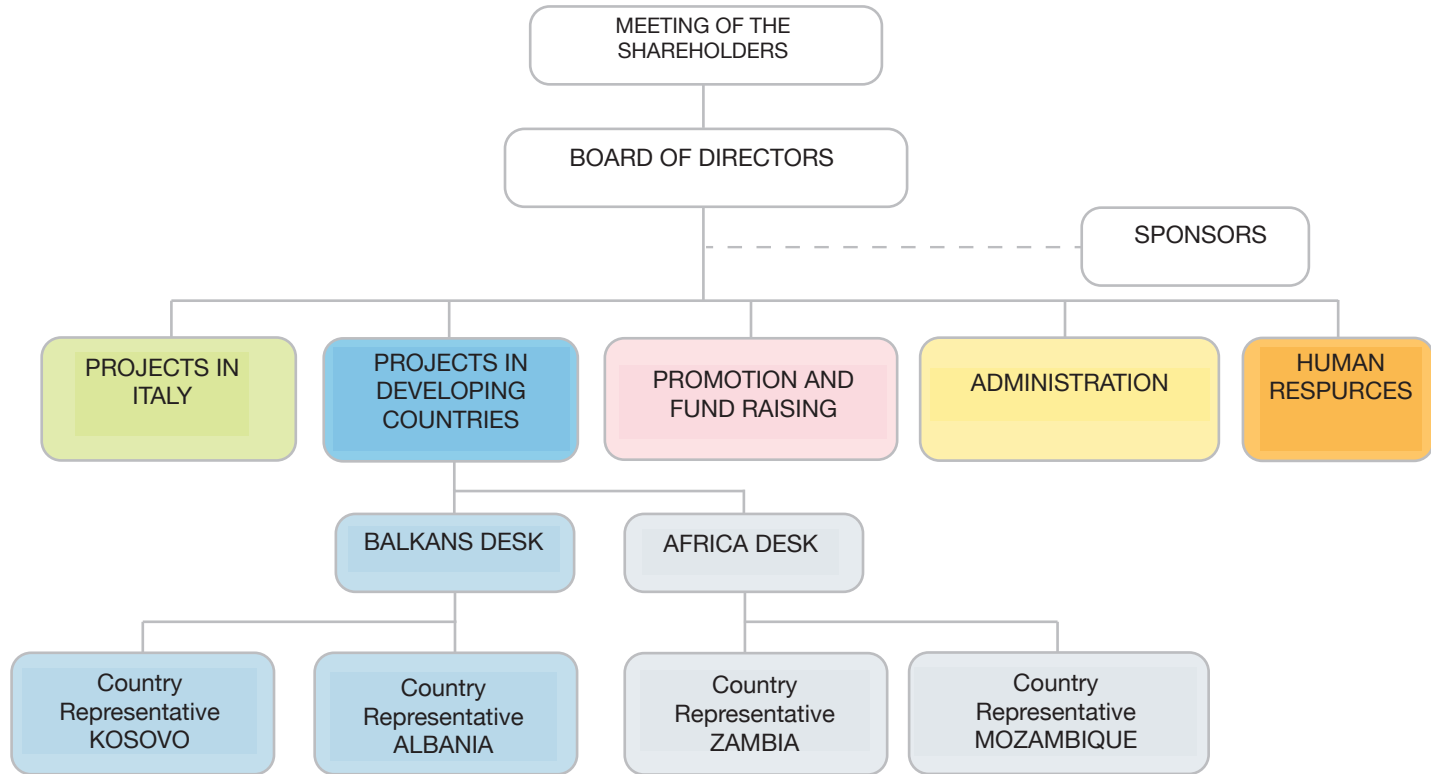 MEETING OF THE
SHAREHOLDERS
BOARD OF DIRECTORS
SPONSORS
PROJECTS IN
ITALY
PROJECTS IN
DEVELOPING
COUNTRIES
PROMOTION AND
FUND RAISING
ADMINISTRATION
HUMAN
RESPURCES
BALKANS DESK
AFRICA DESK
Country
Representative
KOSOVO
Country
Representative
ALBANIA
Country
Representative
ZAMBIA
Country
Representative
MOZAMBIQUE